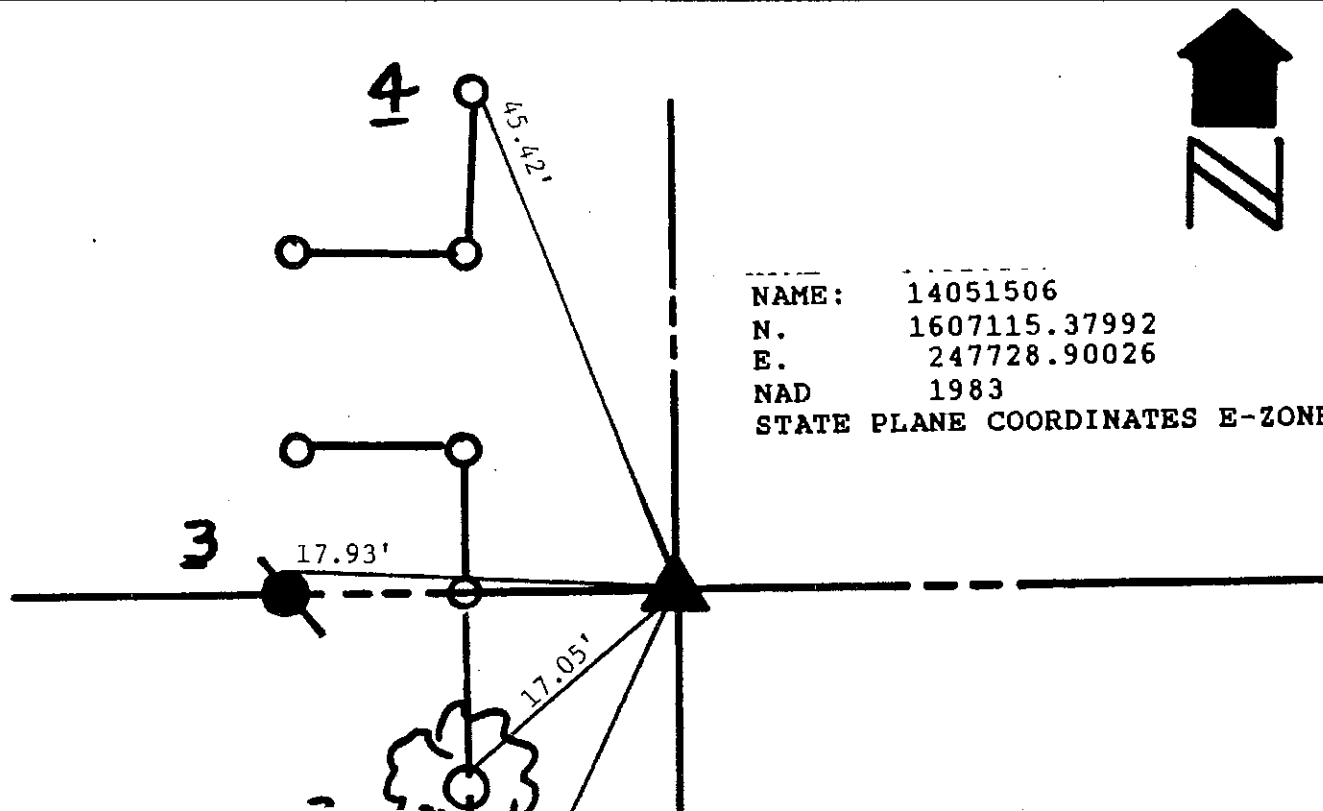 4
45.42'
N
NAME: 14051506
N. 1607115.37992
E. 247728.90026
NAD 1983
STATE PLANE COORDINATES E-ZONE
3
17.93'
17.05'